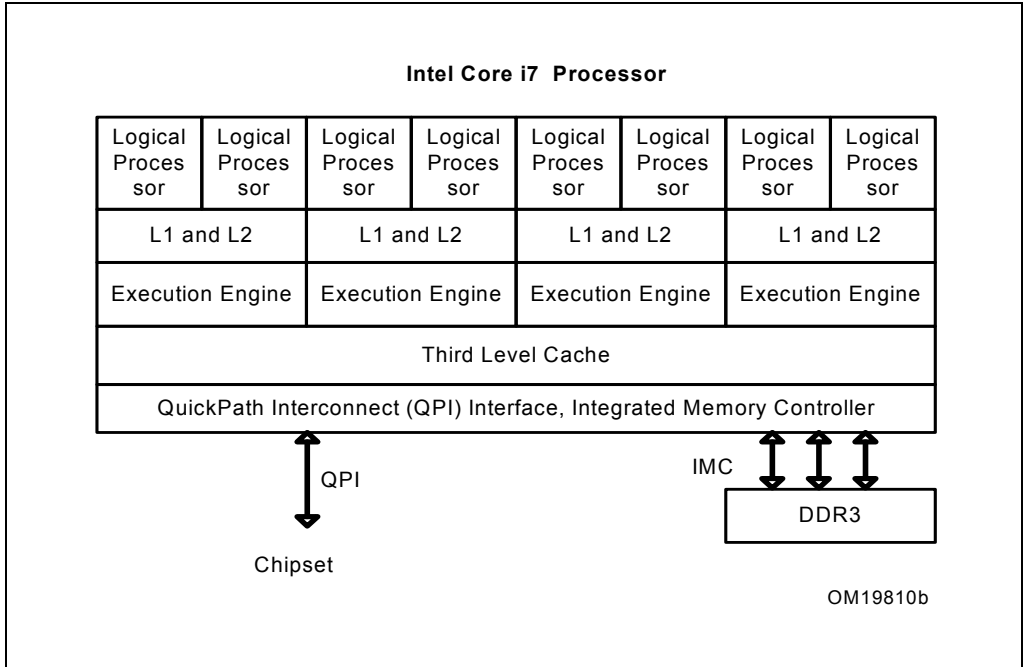 Intel Core i7 Processor
Logical Logical Logical Logical Logical Logical Logical Logical
Proces Proces Proces Proces Proces Proces Proces Proces
sor sor sor sor sor sor sor sor
L1 and L2 L1 and L2 L1 and L2 L1 and L2
Execution Engine Execution Engine Execution Engine Execution Engine
Third Level Cache
QuickPath Interconnect (QPI) Interface, Integrated Memory Controller
QPI IMC
DDR3
Chipset
OM19810b